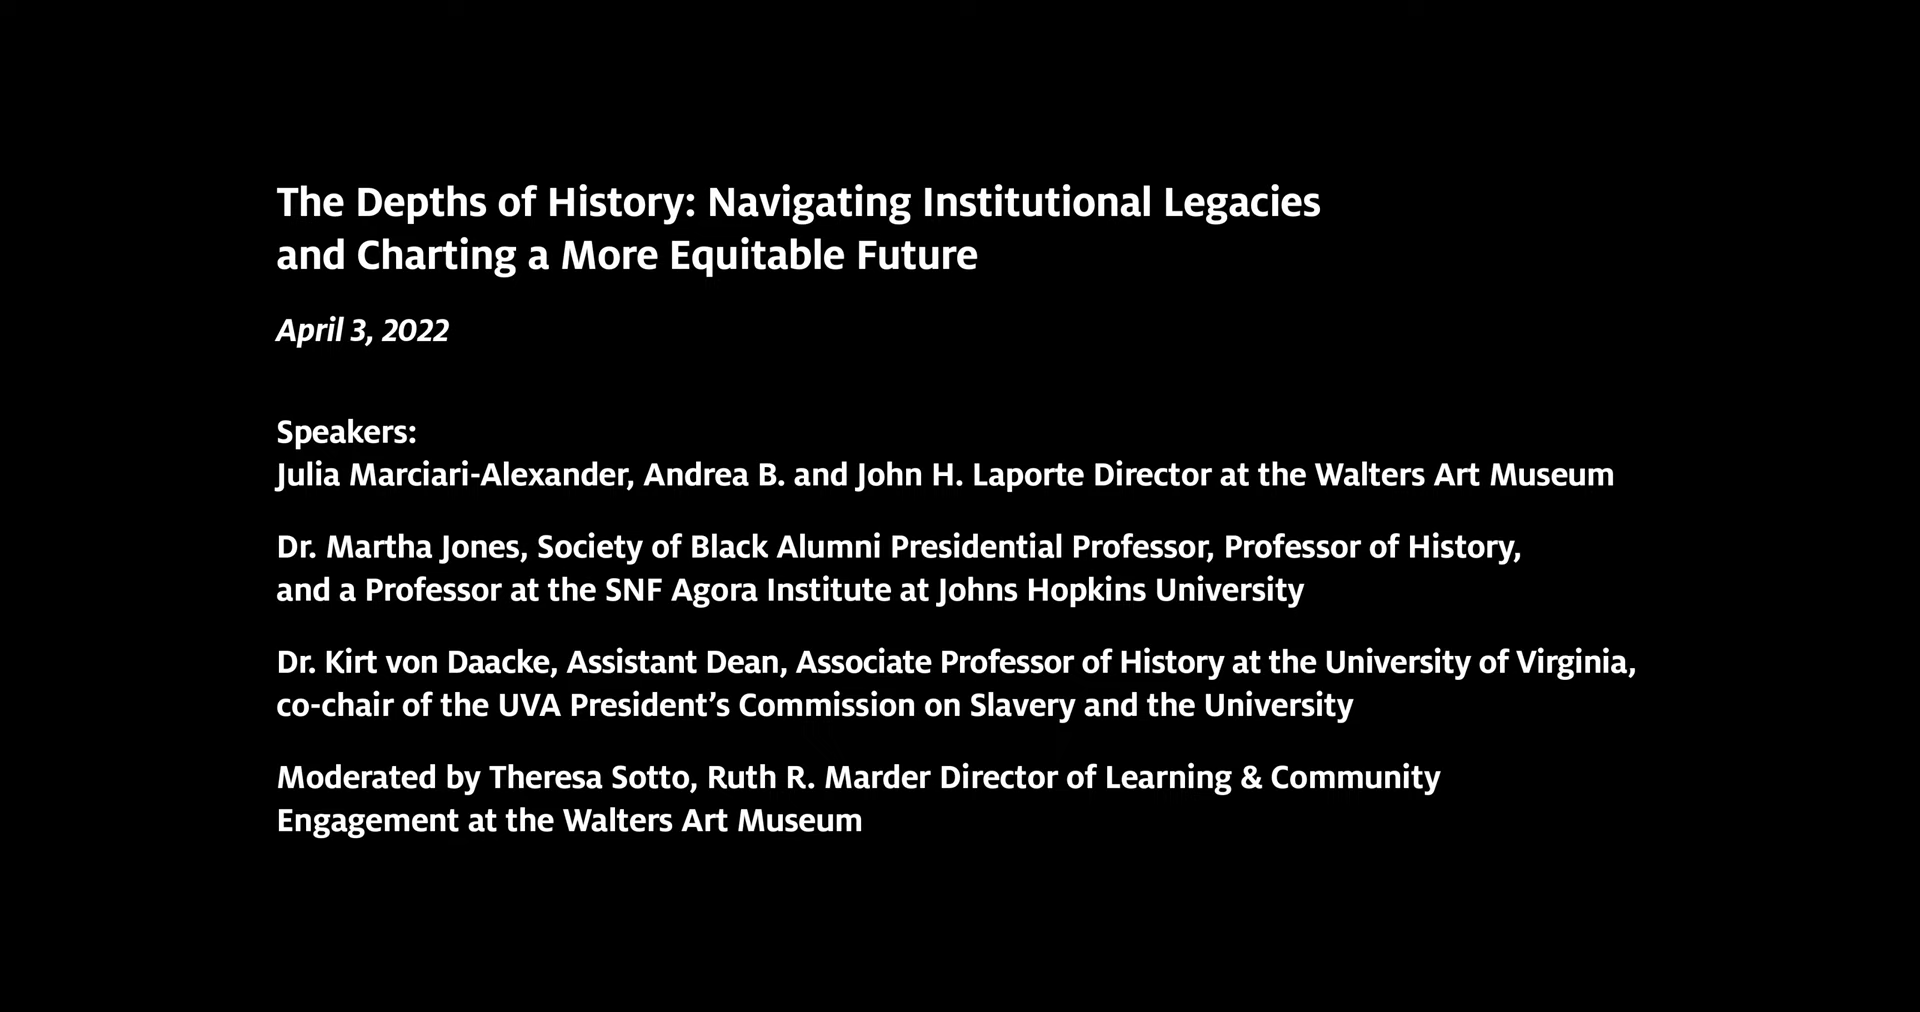 The Depths of History: Navigating Institutional Legacies
and Charting a More Equitable Future
April 3, 2022
Speakers:
Julia Marciari-Alexander, Andrea B. and John H. Laporte Director at the Walters Art Museum
Dr. Martha Jones, Society of Black Alumni Presidential Professor, Professor of History,
and a Professor at the SNF Agora Institute at Johns Hopkins University
Dr. Kirt von Daacke, Assistant Dean, Associate Professor of History at the University of Virginia,
co-chair of the UVA President’s Commission on Slavery and the University
Moderated by Theresa Sotto, Ruth R. Marder Director of Learning & Community
Engagement at the Walters Art Museum